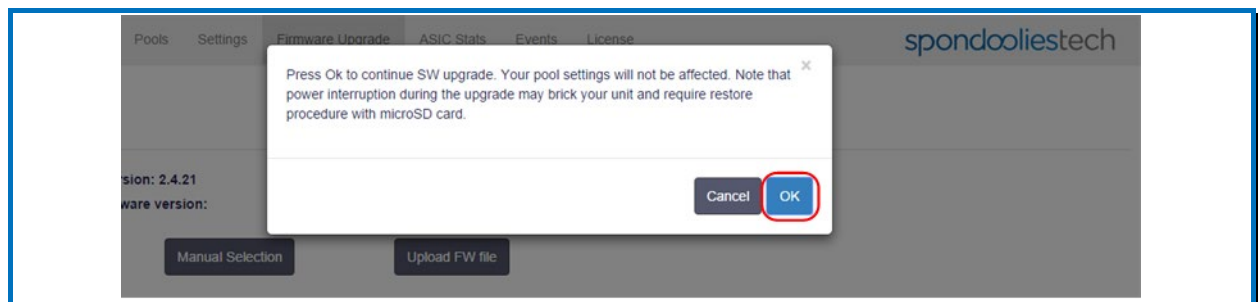 Pools Settings Firmware Upgrade ASIC Stats Events License spondooliestech
Press Ok to continue SW upgrade. Your pool settings will not be affected. Note that ×
power interruption during the upgrade may brick your unit and require restore
procedure with microSD card.
rsion: 2.4.21
ware version:
Cancel OK
Manual Selection Upload FW file